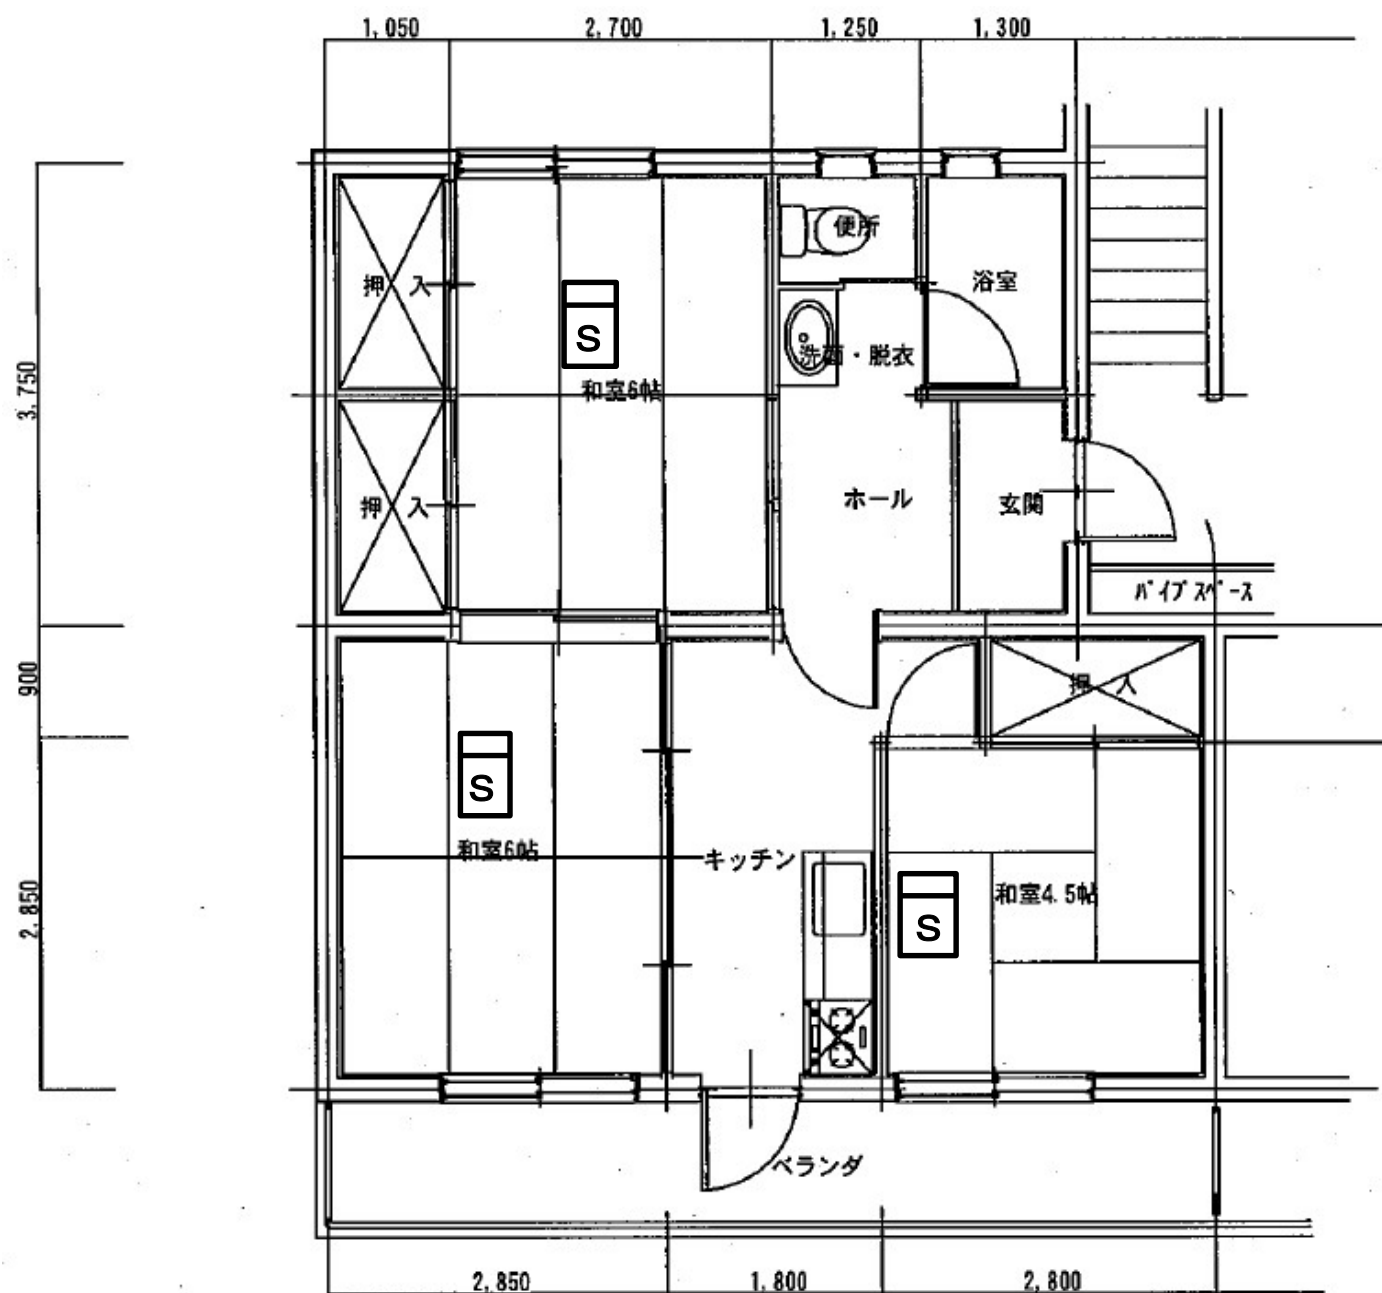 1,050
2,700
1,250
1,300
便所
押入
浴室
S
洗面・脱衣
3,750
和室6帖
押入
ホール
玄関
パイプスペース
900
押入
S
和室6帖
キッチン
和室4.5帖
2,850
S
ベランダ
2,850
1,800
2,800